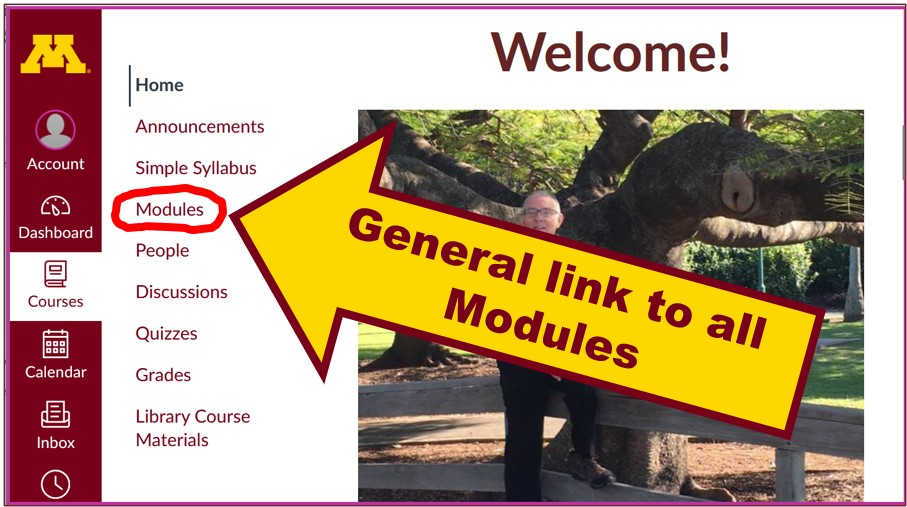 M
Account
Dashboard
Courses
Calendar
Inbox
Home
Announcements
Simple Syllabus
Modules
People
Discussions
Quizzes
Grades
Library Course
Materials
Welcome!
General link to all
Modules